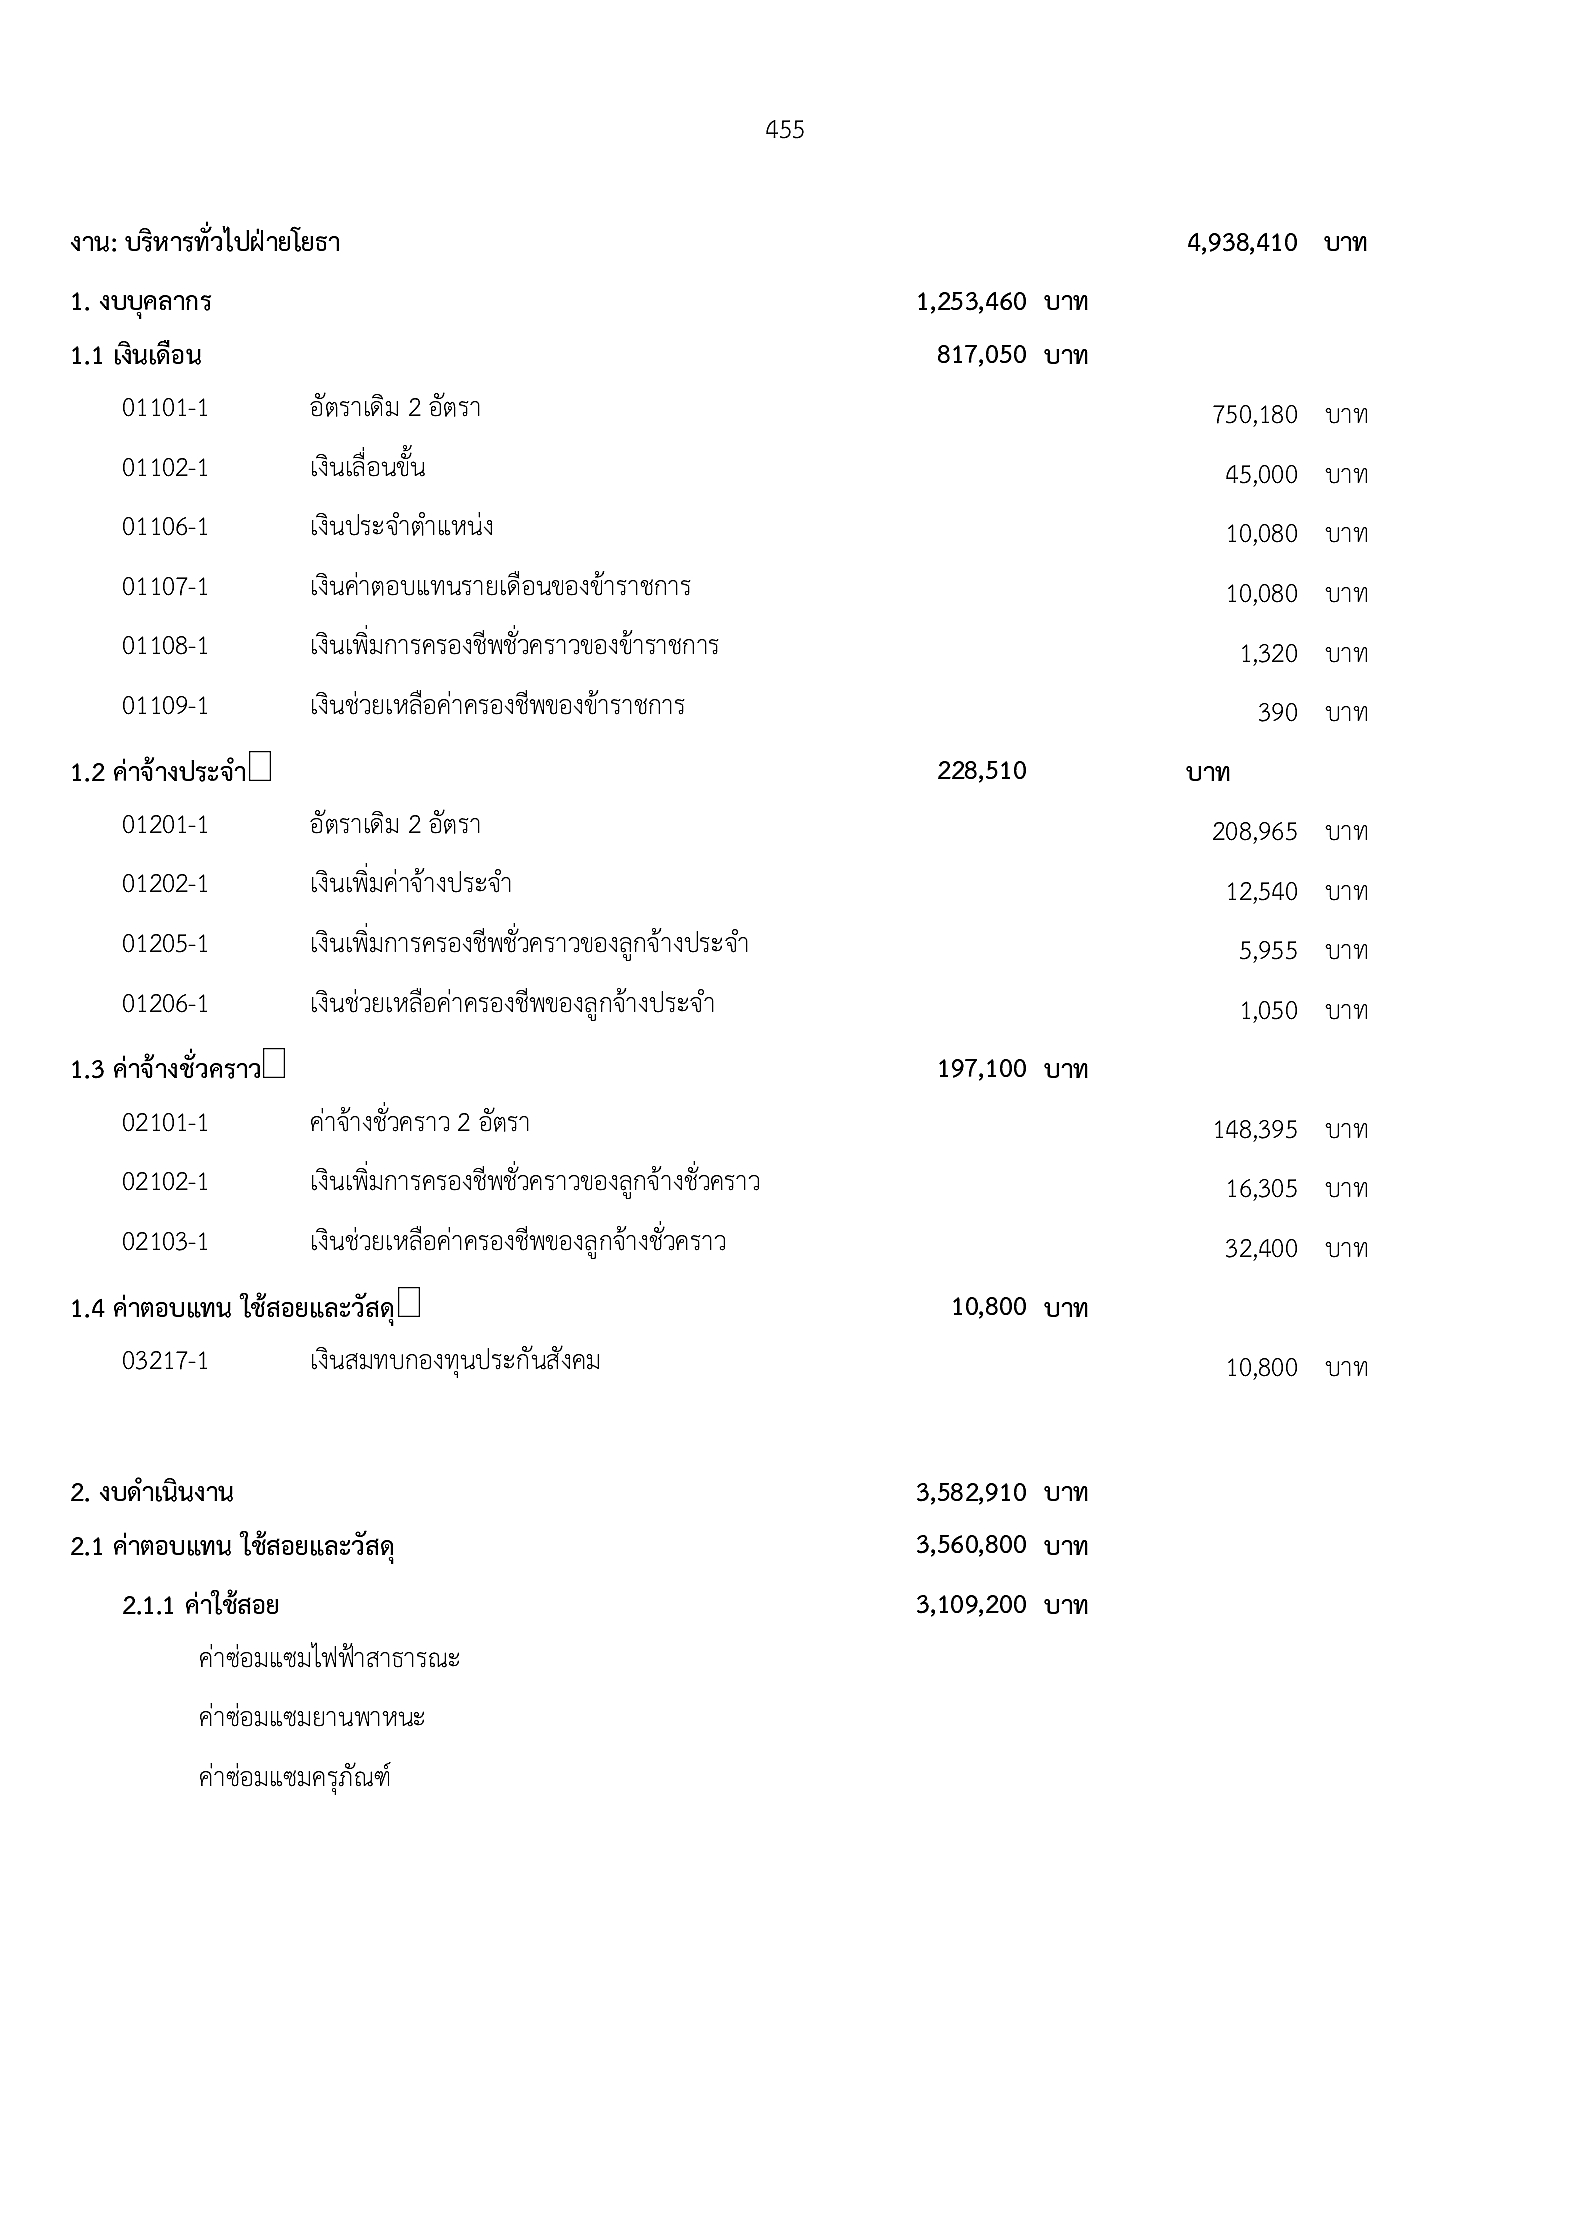 455
งาน: บริหารทั่วไปฝ่ายโยธา 4,938,410 บาท
1. งบบุคลากร 1,253,460 บาท
1.1 เงินเดือน 817,050 บาท
01101-1 อัตราเดิม 2 อัตรา 750,180 บาท
01102-1 เงินเลื่อนขั้น 45,000 บาท
01106-1 เงินประจำตำแหน่ง 10,080 บาท
01107-1 เงินค่าตอบแทนรายเดือนของข้าราชการ 10,080 บาท
01108-1 เงินเพิ่มการครองชีพชั่วคราวของข้าราชการ 1,320 บาท
01109-1 เงินช่วยเหลือค่าครองชีพของข้าราชการ 390 บาท
1.2 ค่าจ้างประจำ 228,510 บาท
01201-1 อัตราเดิม 2 อัตรา 208,965 บาท
01202-1 เงินเพิ่มค่าจ้างประจำ 12,540 บาท
01205-1 เงินเพิ่มการครองชีพชั่วคราวของลูกจ้างประจำ 5,955 บาท
01206-1 เงินช่วยเหลือค่าครองชีพของลูกจ้างประจำ 1,050 บาท
1.3 ค่าจ้างชั่วคราว 197,100 บาท
02101-1 ค่าจ้างชั่วคราว 2 อัตรา 148,395 บาท
02102-1 เงินเพิ่มการครองชีพชั่วคราวของลูกจ้างชั่วคราว 16,305 บาท
02103-1 เงินช่วยเหลือค่าครองชีพของลูกจ้างชั่วคราว 32,400 บาท
1.4 ค่าตอบแทน ใช้สอยและวัสดุ 10,800 บาท
03217-1 เงินสมทบกองทุนประกันสังคม 10,800 บาท
2. งบดำเนินงาน 3,582,910 บาท
2.1 ค่าตอบแทน ใช้สอยและวัสดุ 3,560,800 บาท
2.1.1 ค่าใช้สอย 3,109,200 บาท
ค่าซ่อมแซมไฟฟ้าสาธารณะ
ค่าซ่อมแซมยานพาหนะ
ค่าซ่อมแซมครุภัณฑ์